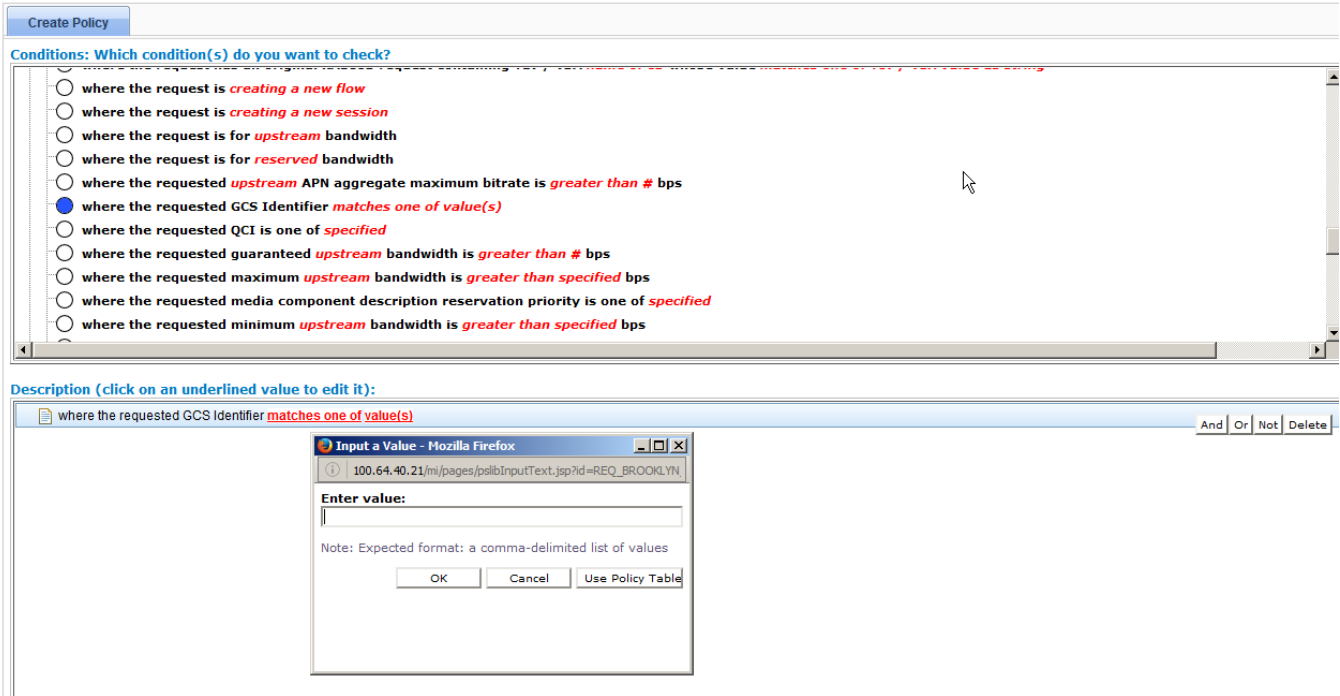 Create Policy
Conditions: Which condition(s) do you want to check?
where the request is creating a new flow
where the request is creating a new session
where the request is for upstream bandwidth
where the request is for reserved bandwidth
where the requested upstream APN aggregate maximum bitrate is greater than # bps
where the requested GCS Identifier matches one of value(s)
where the requested QCI is one of specified
where the requested guaranteed upstream bandwidth is greater than # bps
where the requested maximum upstream bandwidth is greater than specified bps
where the requested media component description reservation priority is one of specified
where the requested minimum upstream bandwidth is greater than specified bps
Description (click on an underlined value to edit it):
where the requested GCS Identifier matches one of value(s)
And Or Not Delete
Input a Value - Mozilla Firefox
100.64.40.21/mi/pages/pslibInputText.jsp?id=REQ_BROOKLYN_
Enter value:
Note: Expected format: a comma-delimited list of values
OK Cancel Use Policy Table